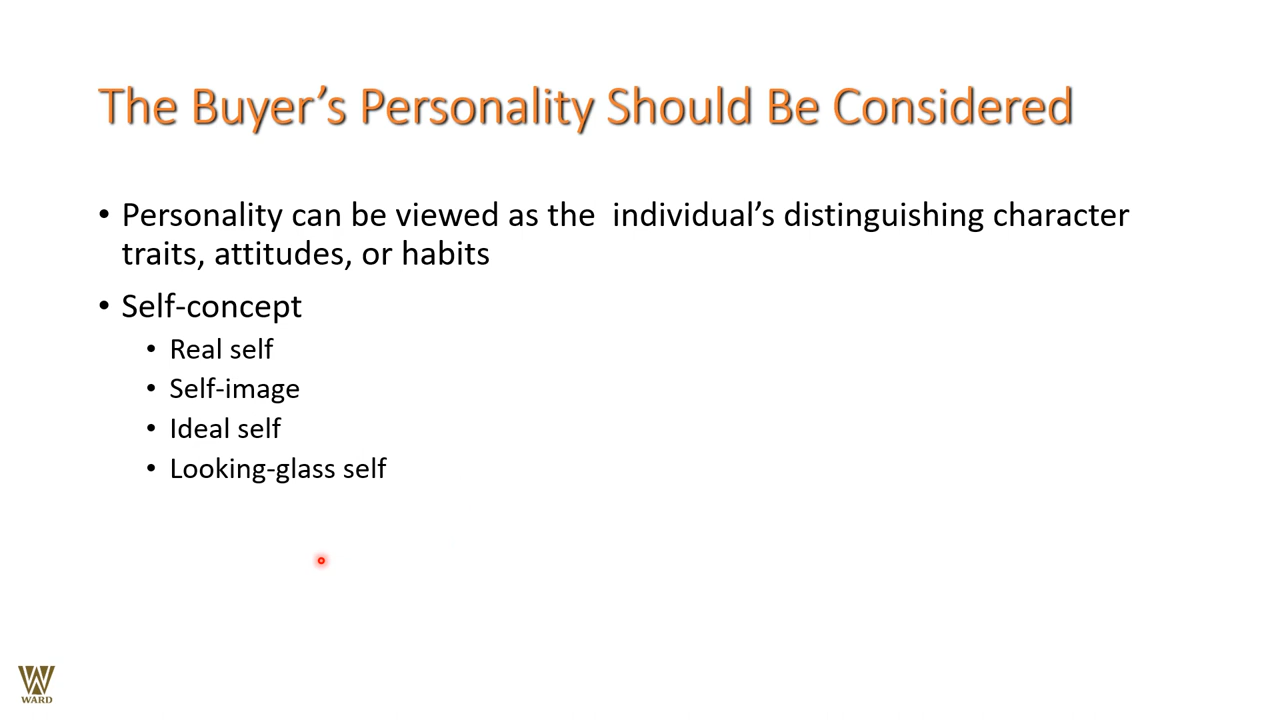 The Buyer’s Personality Should Be Considered
• Personality can be viewed as the  individual’s distinguishing character
traits, attitudes, or habits
• Self-concept
• Real self
• Self-image
• Ideal self
• Looking-glass self
W
WARD